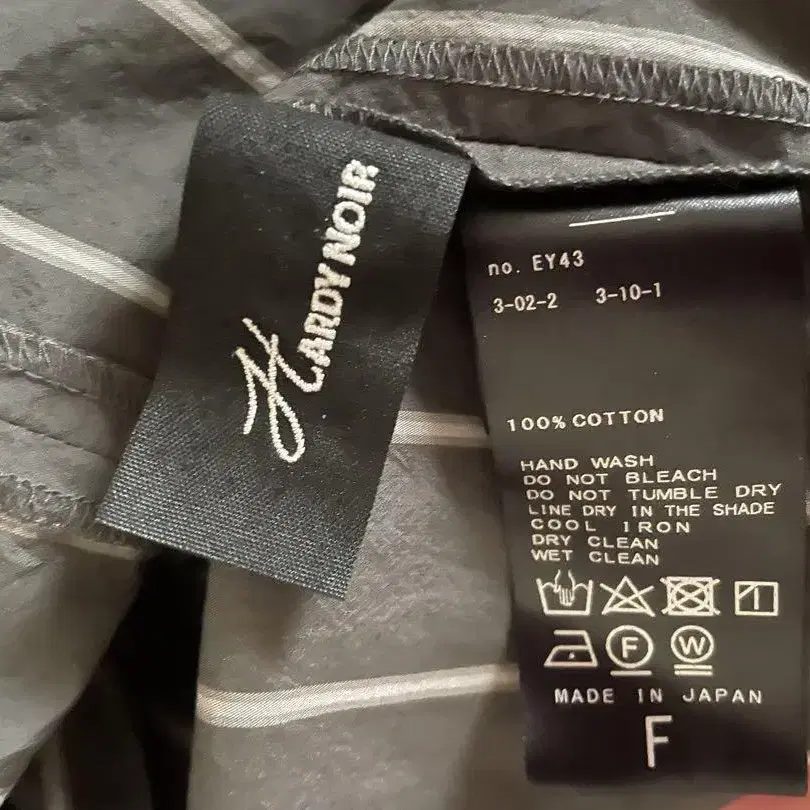 HARDY NOIR
no. EY43
3-02-2 3-10-1
100% COTTON
HAND WASH
DO NOT BLEACH
DO NOT TUMBLE DRY
LINE DRY IN THE SHADE
COOL IRON
DRY CLEAN
WET CLEAN
F W
MADE IN JAPAN
F